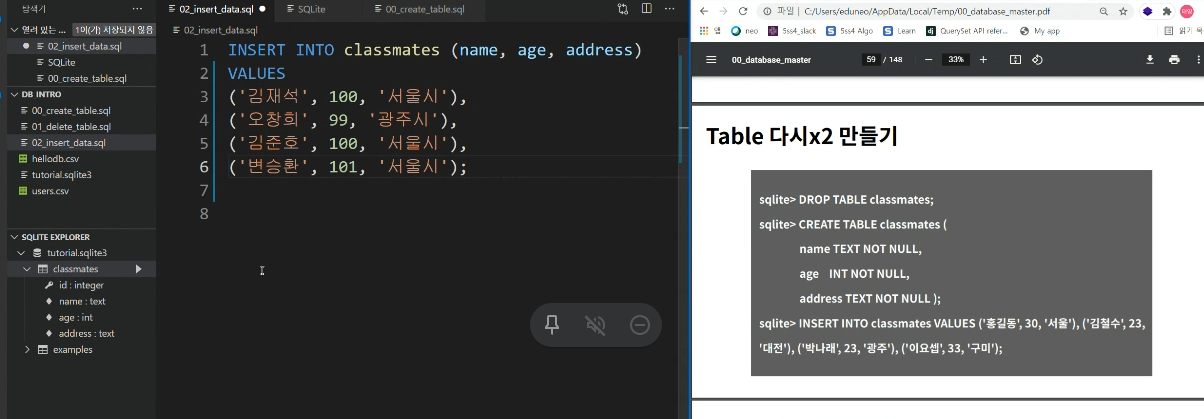 탐색기
열려 있는 ... 1미(가) 저장되지 않음
02_insert_data.sql
SQLite
00_create_table.sql
DB INTRO
00_create_table.sql
01_delete_table.sql
02_insert_data.sql
hellodb.csv
tutorial.sqlite3
users.csv
SQLITE EXPLORER
tutorial.sqlite3
classmates
id : integer
name : text
age : int
address : text
examples
02_insert_data.sql SQLite 00_create_table.sql
02_insert_data.sql
1 INSERT INTO classmates (name, age, address)
2 VALUES
3 ('김재석', 100, '서울시'),
4 ('오창희', 99, '광주시'),
5 ('김준호', 100, '서울시'),
6 ('변승환', 101, '서울시');
7
8
파일 | C:/Users/eduneo/AppData/Local/Temp/00_database_master.pdf
앱 neo 5ss4_slack 5ss4 Algo Learn QuerySet API refer... My app 읽기 목
00_database_master 59 / 148 33%
Table 다시x2 만들기
sqlite> DROP TABLE classmates;
sqlite> CREATE TABLE classmates (
name TEXT NOT NULL,
age INT NOT NULL,
address TEXT NOT NULL );
sqlite> INSERT INTO classmates VALUES ('홍길동', 30, '서울'), ('김철수', 23,
'대전'), ('박나래', 23, '광주'), ('이요셉', 33, '구미');